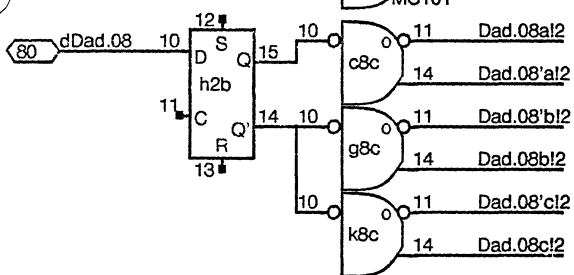 MC101
12
80 dDad.08 10 D S Q 15 10 o 11 Dad.08a!2
h2b c8c 14 Dad.08'a!2
11 C Q' 14 10 o 11 Dad.08'b!2
R g8c 14 Dad.08b!2
13
10 o 11 Dad.08'c!2
k8c 14 Dad.08c!2